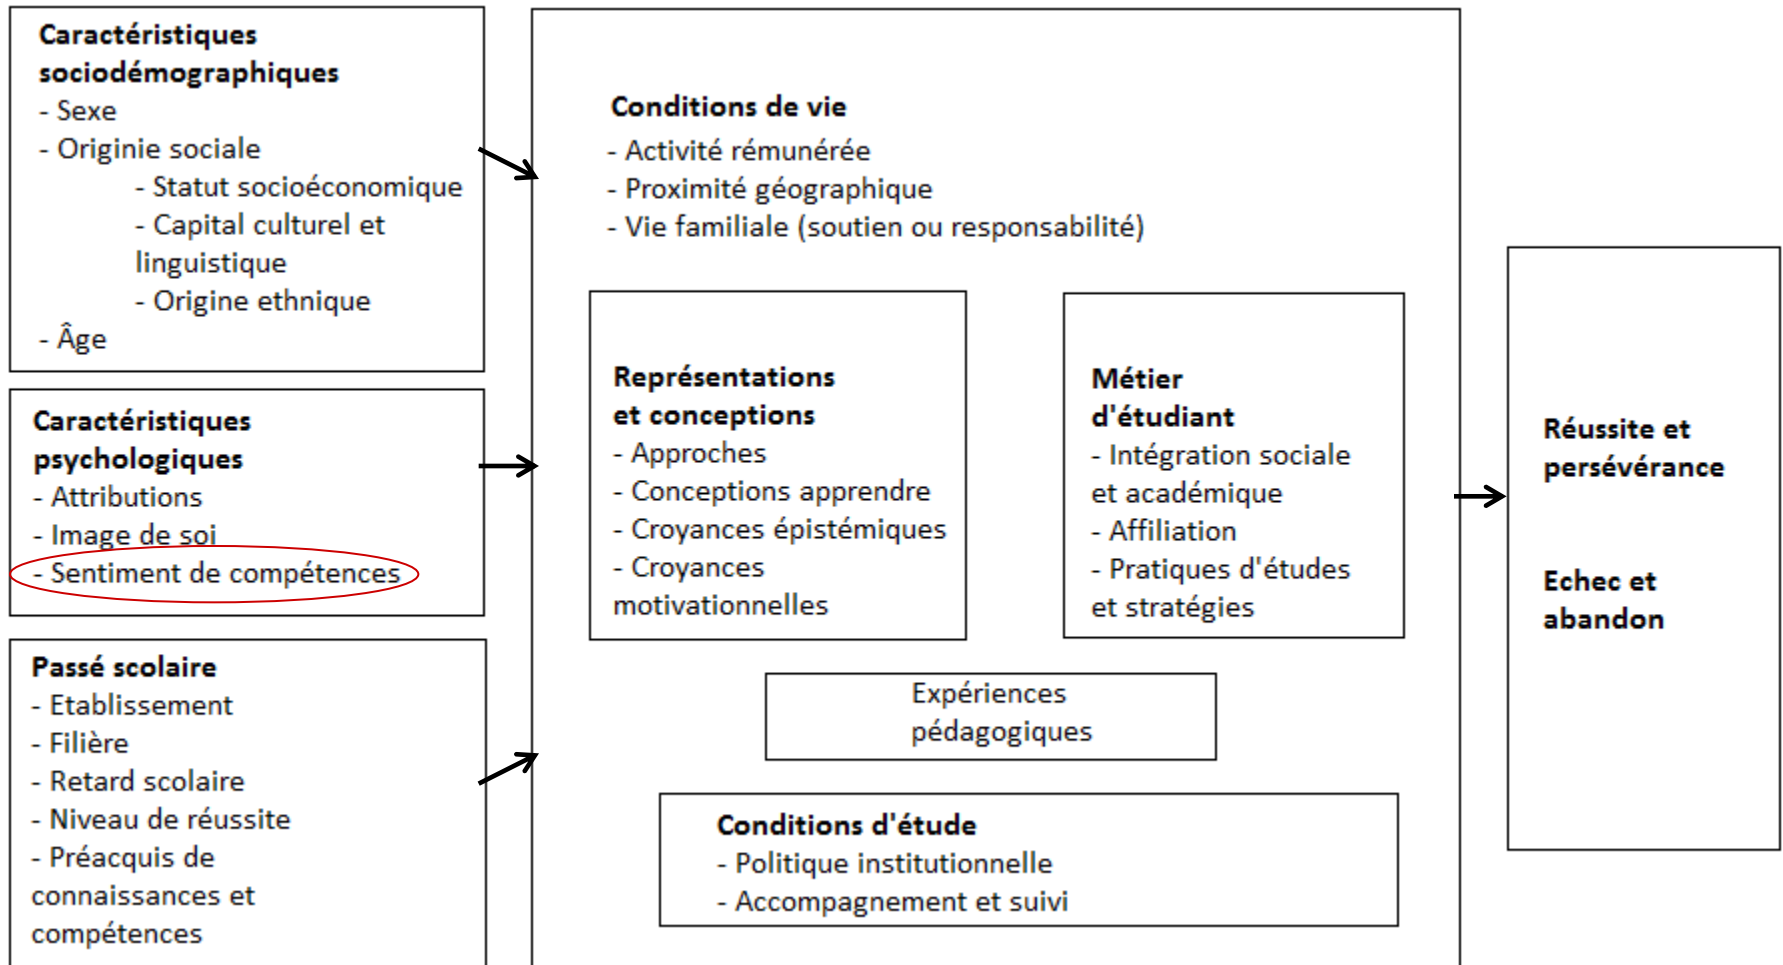 Caractéristiques
sociodémographiques
- Sexe
- Originie sociale
- Statut socioéconomique
- Capital culturel et
linguistique
- Origine ethnique
- Âge
Caractéristiques
psychologiques
- Attributions
- Image de soi
- Sentiment de compétences
Passé scolaire
- Etablissement
- Filière
- Retard scolaire
- Niveau de réussite
- Préacquis de
connaissances et
compétences
Conditions de vie
- Activité rémunérée
- Proximité géographique
- Vie familiale (soutien ou responsabilité)
Représentations
et conceptions
- Approches
- Conceptions apprendre
- Croyances épistémiques
- Croyances
motivationnelles
Métier
d'étudiant
- Intégration sociale
et académique
- Affiliation
- Pratiques d'études
et stratégies
Expériences
pédagogiques
Conditions d'étude
- Politique institutionnelle
- Accompagnement et suivi
Réussite et
persévérance
Echec et
abandon